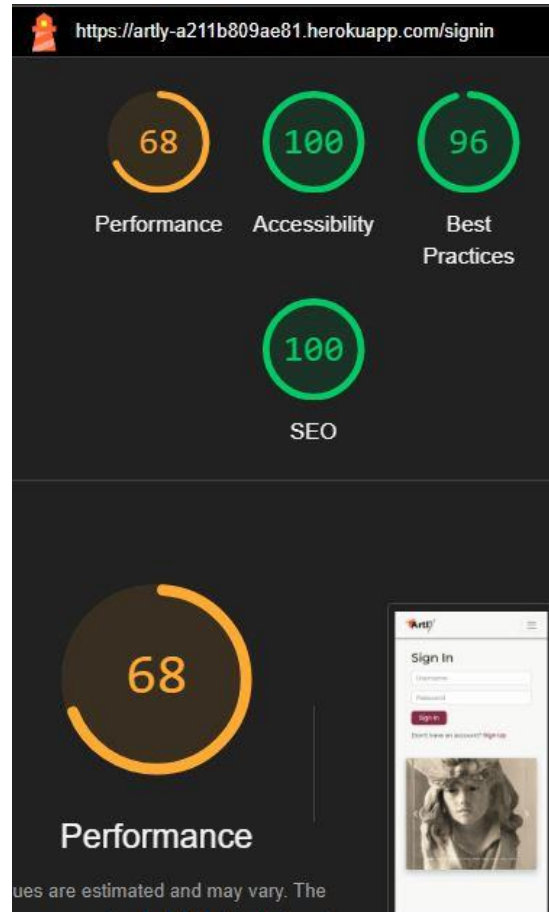 https://artly-a211b809ae81.herokuapp.com/signin
68
100
96
Performance
Accessibility
Best
Practices
100
SEO
68
Performance
ues are estimated and may vary. The
Artly
Sign In
Username
Password
Sign In
Don't have an account? Sign Up